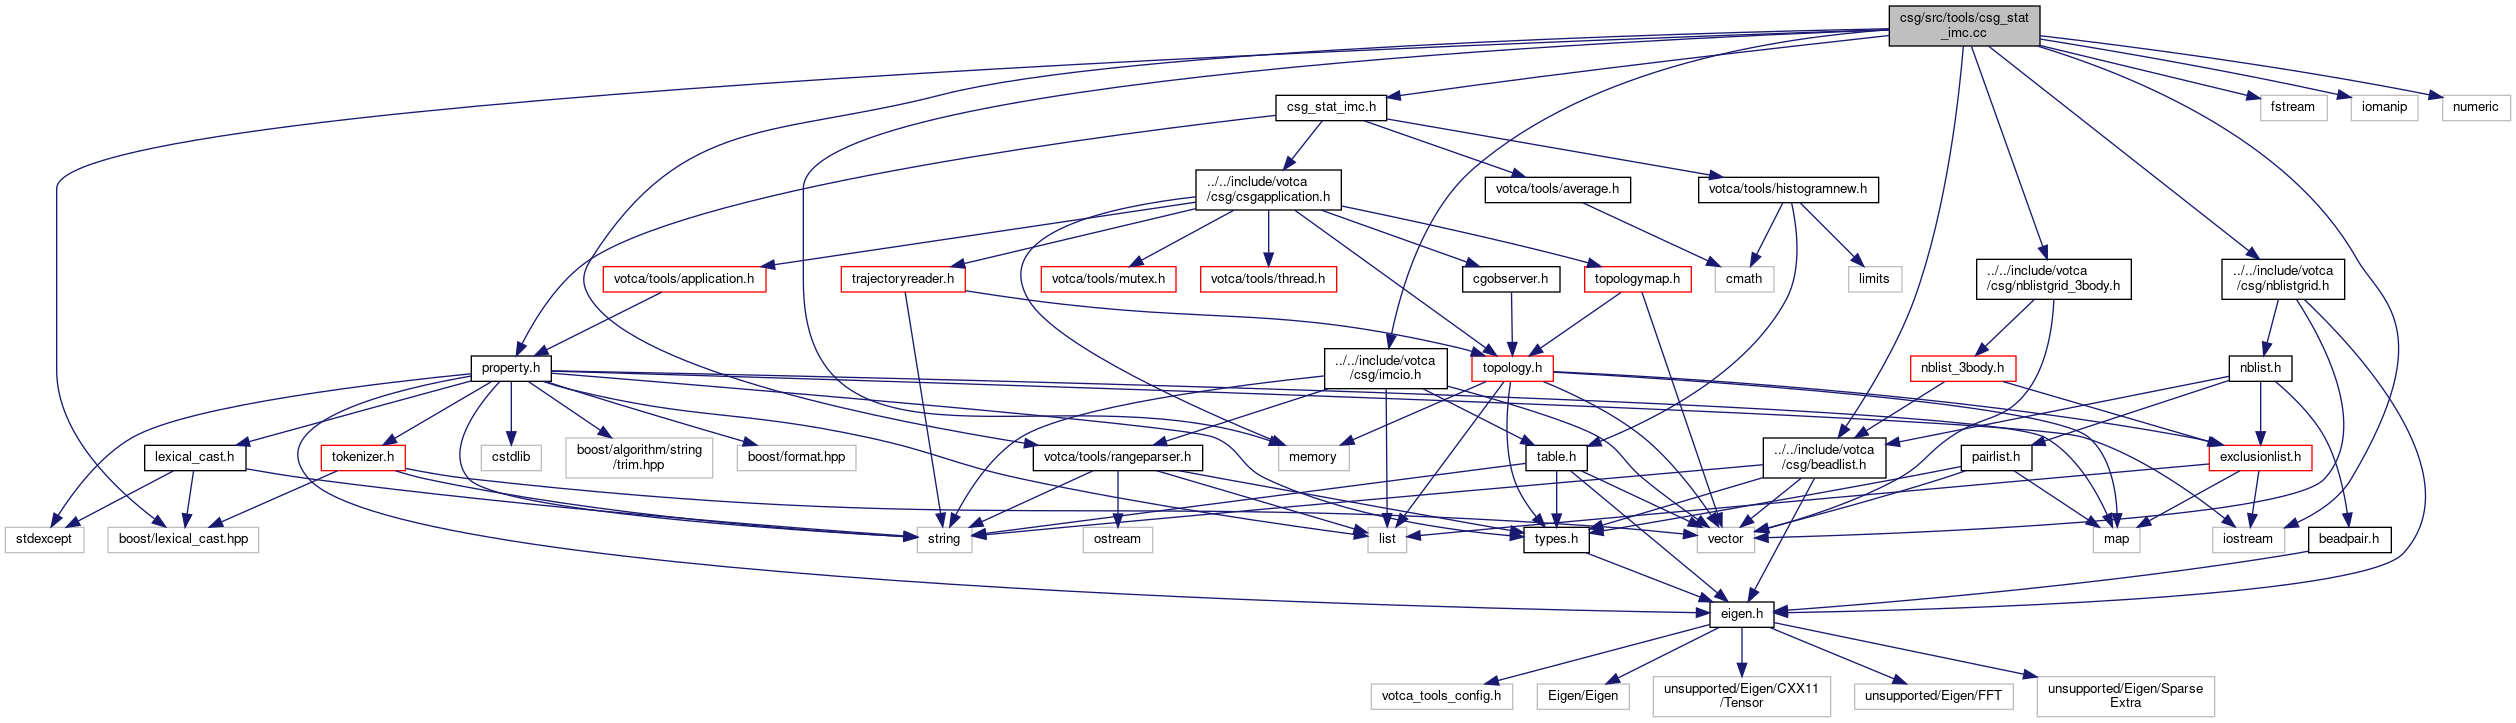 csg/src/tools/csg_stat
_imc.cc
csg_stat_imc.h
fstream
iomanip
numeric
../../include/votca
/csg/csgapplication.h
votca/tools/average.h
votca/tools/histogramnew.h
votca/tools/application.h
trajectoryreader.h
votca/tools/mutex.h
votca/tools/thread.h
cgobserver.h
topologymap.h
cmath
limits
../../include/votca
/csg/nblistgrid_3body.h
../../include/votca
/csg/nblistgrid.h
property.h
../../include/votca
/csg/imcio.h
topology.h
nblist_3body.h
nblist.h
lexical_cast.h
tokenizer.h
cstdlib
boost/algorithm/string
/trim.hpp
boost/format.hpp
memory
votca/tools/rangeparser.h
table.h
../../include/votca
/csg/beadlist.h
pairlist.h
exclusionlist.h
stdexcept
boost/lexical_cast.hpp
string
ostream
list
types.h
vector
map
iostream
beadpair.h
eigen.h
votca_tools_config.h
Eigen/Eigen
unsupported/Eigen/CXX11
/Tensor
unsupported/Eigen/FFT
unsupported/Eigen/Sparse
Extra